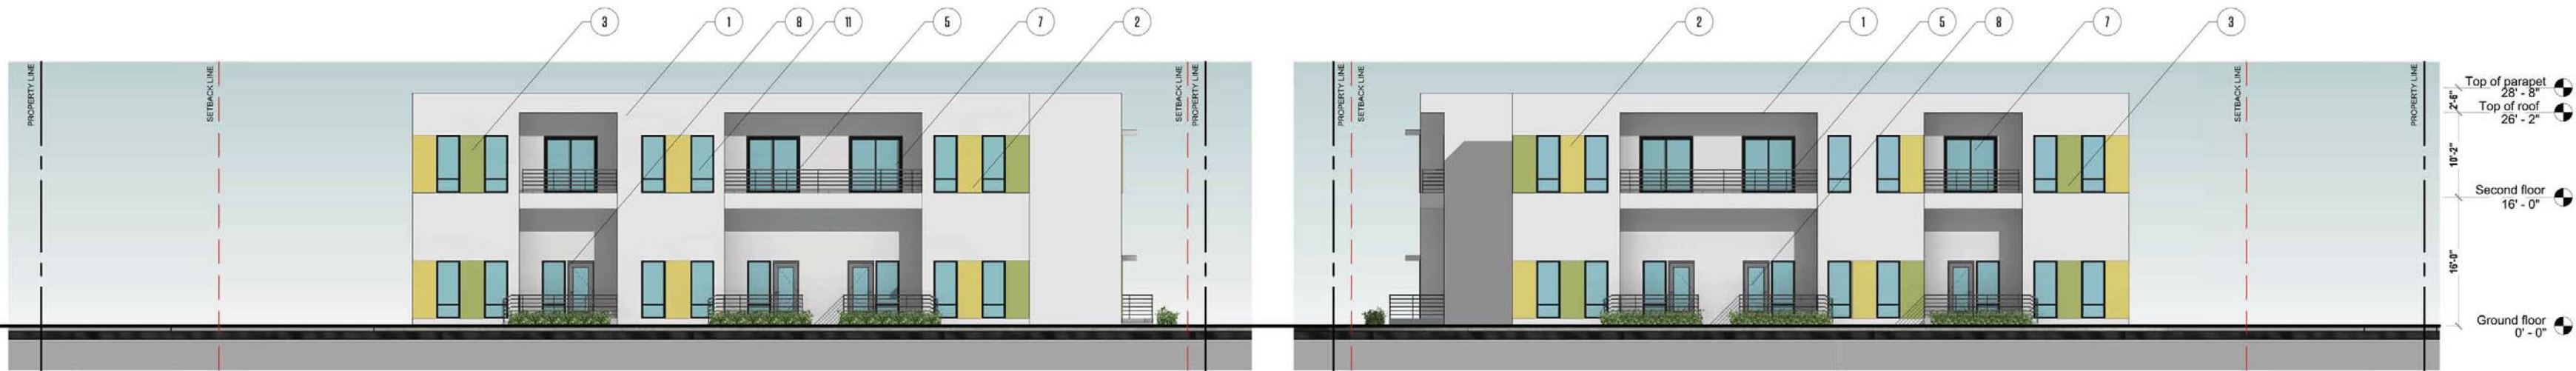 3
1
8
11
5
7
2
2
1
5
8
7
3
PROPERTY LINE
SETBACK LINE
SETBACK LINE
PROPERTY LINE
PROPERTY LINE
SETBACK LINE
SETBACK LINE
PROPERTY LINE
Top of parapet
28' - 8"
2'-6"
Top of roof
26' - 2"
10'-2"
Second floor
16' - 0"
16'-0"
Ground floor
0' - 0"